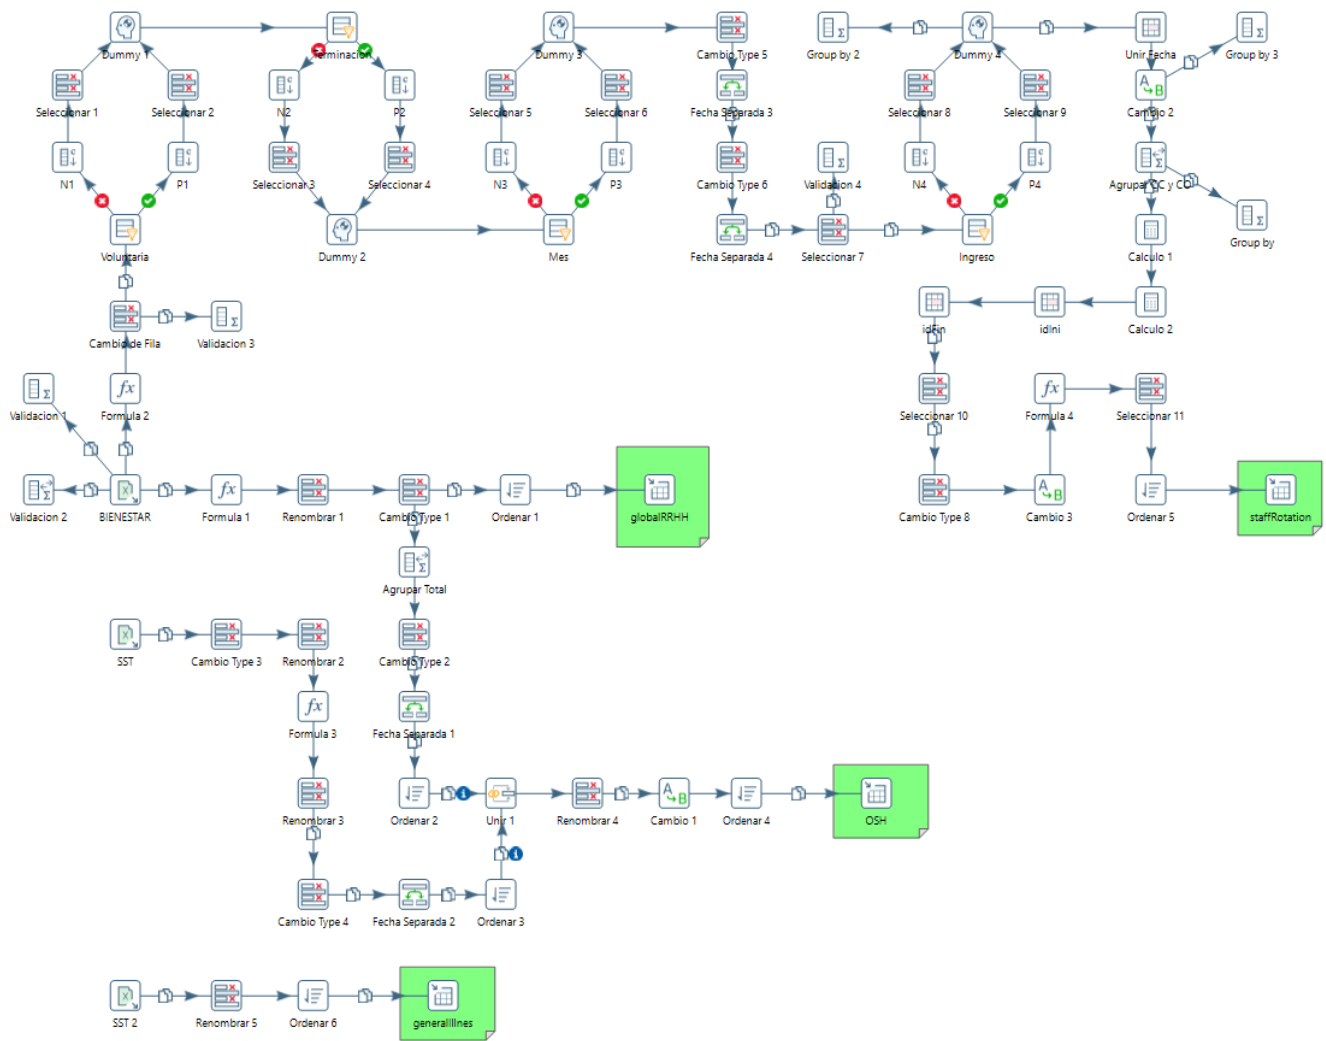 Dummy 1
Terminacion
Dummy 3
Cambio Type 5
Group by 2
Dummy 4
Unir Fecha
Group by 3
Seleccionar 1
Seleccionar 2
N2
P2
Seleccionar 5
Seleccionar 6
Fecha Separada 3
Seleccionar 8
Seleccionar 9
Cambio 2
N1
P1
Seleccionar 3
Seleccionar 4
N3
P3
Cambio Type 6
Validacion 4
N4
P4
Agrupar CC y CO
Voluntaria
Dummy 2
Mes
Fecha Separada 4
Seleccionar 7
Ingreso
Calculo 1
Group by
Cambio de Fila
Validacion 3
idFin
idIni
Calculo 2
Validacion 1
Formula 2
Seleccionar 10
Formula 4
Seleccionar 11
Validacion 2
BIENESTAR
Formula 1
Renombrar 1
Cambio Type 1
Ordenar 1
globalRRHH
Cambio Type 8
Cambio 3
Ordenar 5
staffRotation
Agrupar Total
SST
Cambio Type 3
Renombrar 2
Cambio Type 2
Formula 3
Fecha Separada 1
Renombrar 3
Ordenar 2
Unir 1
Renombrar 4
Cambio 1
Ordenar 4
OSH
Cambio Type 4
Fecha Separada 2
Ordenar 3
SST 2
Renombrar 5
Ordenar 6
generalIllnes